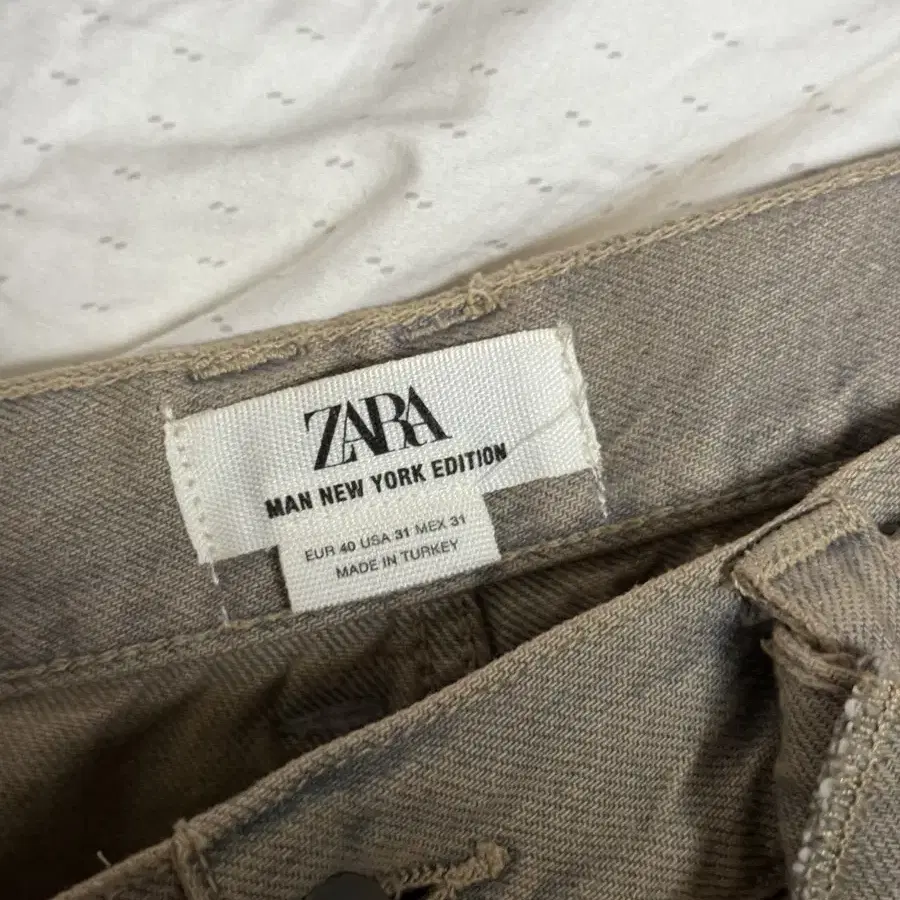 ZARA
MAN NEW YORK EDITION
EUR 40 USA 31 MEX 31
MADE IN TURKEY